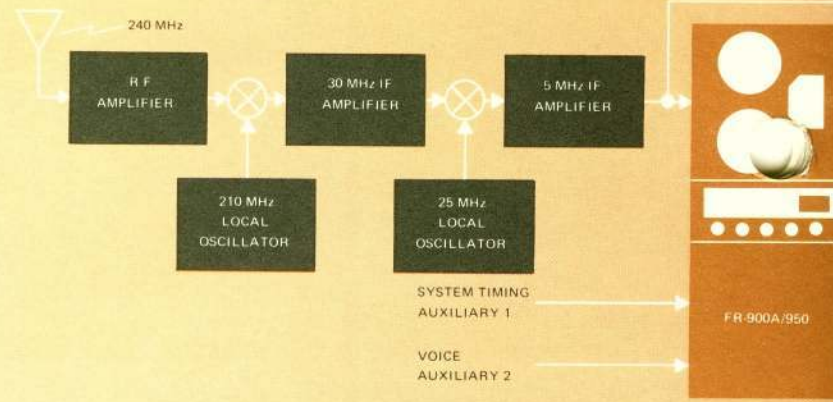 240 MHz
R F
AMPLIFIER
30 MHz IF
AMPLIFIER
5 MHz IF
AMPLIFIER
210 MHz
LOCAL
OSCILLATOR
25 MHz
LOCAL
OSCILLATOR
SYSTEM TIMING
AUXILIARY 1
VOICE
AUXILIARY 2
FR-900A/950